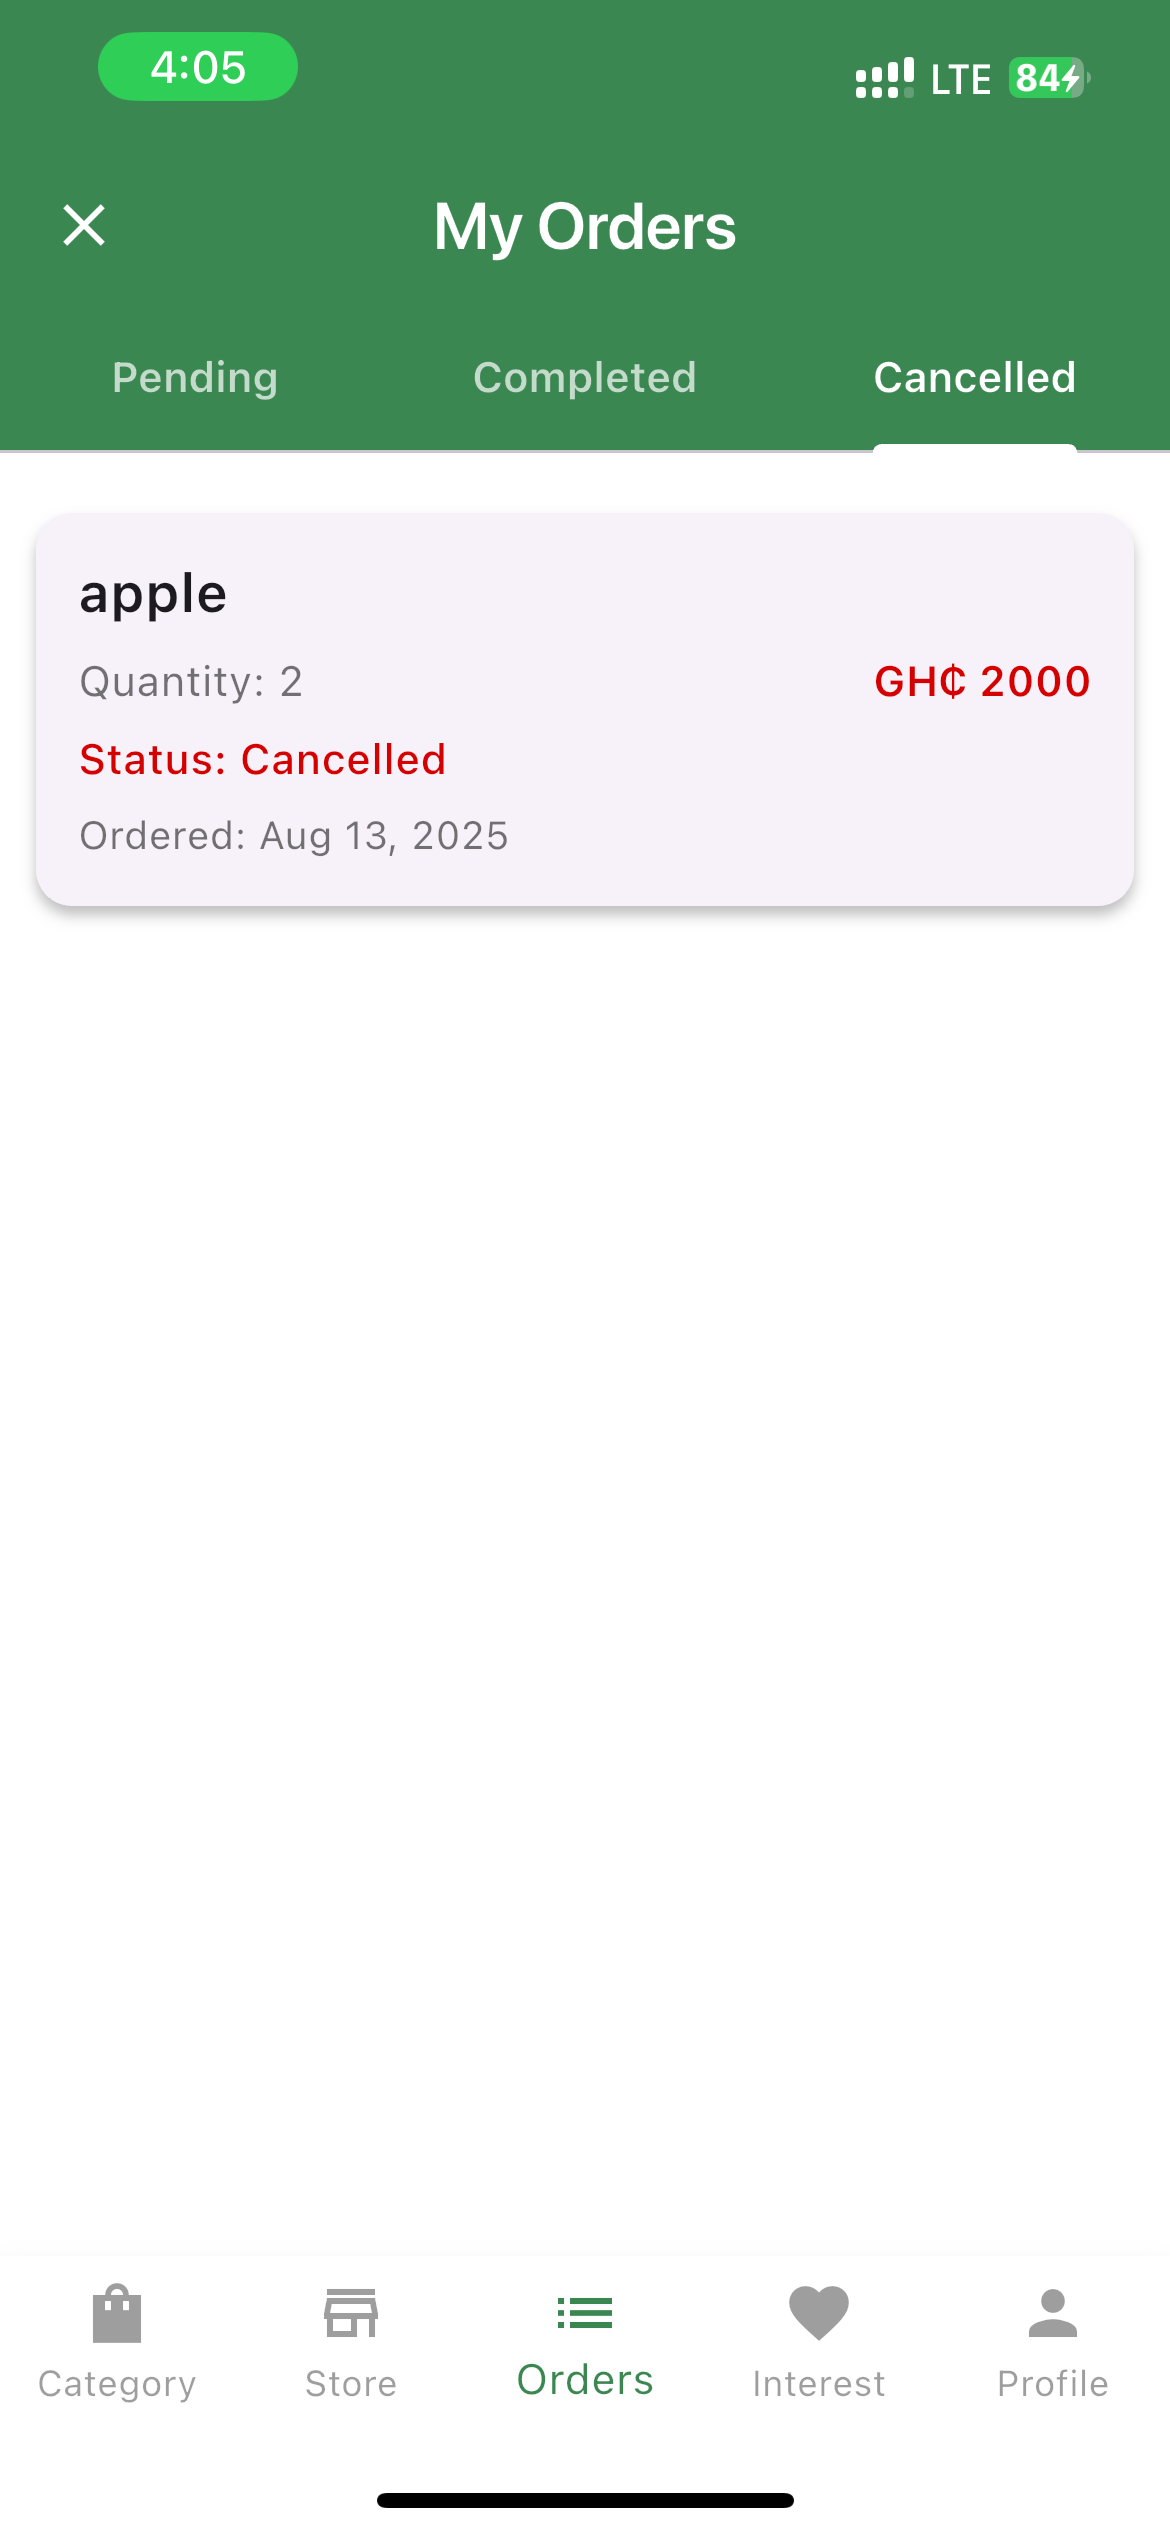 4:05
LTE 84
My Orders
Pending Completed Cancelled
apple
Quantity: 2 GH₵ 2000
Status: Cancelled
Ordered: Aug 13, 2025
Category Store Orders Interest Profile